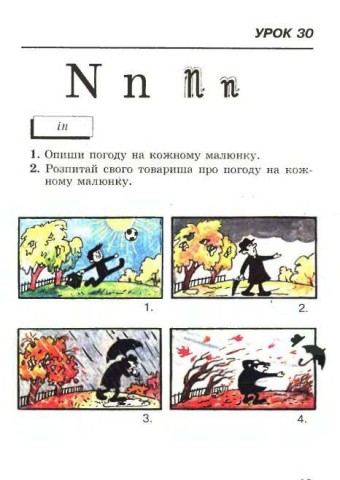 УРОК 30
N n N n
in
1. Опиши погоду на кожному малюнку.
2. Розпитай свого товариша про погоду на кож-
ному малюнку.
1.
2.
3.
4.